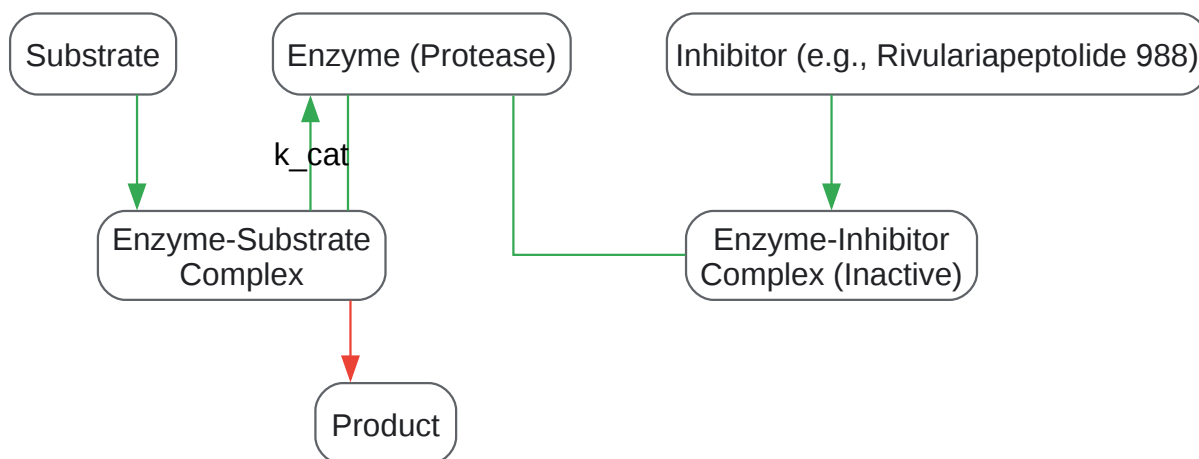 Substrate
Enzyme (Protease)
Inhibitor (e.g., Rivulariapeptolide 988)
k_cat
Enzyme-Substrate
Complex
Enzyme-Inhibitor
Complex (Inactive)
Product